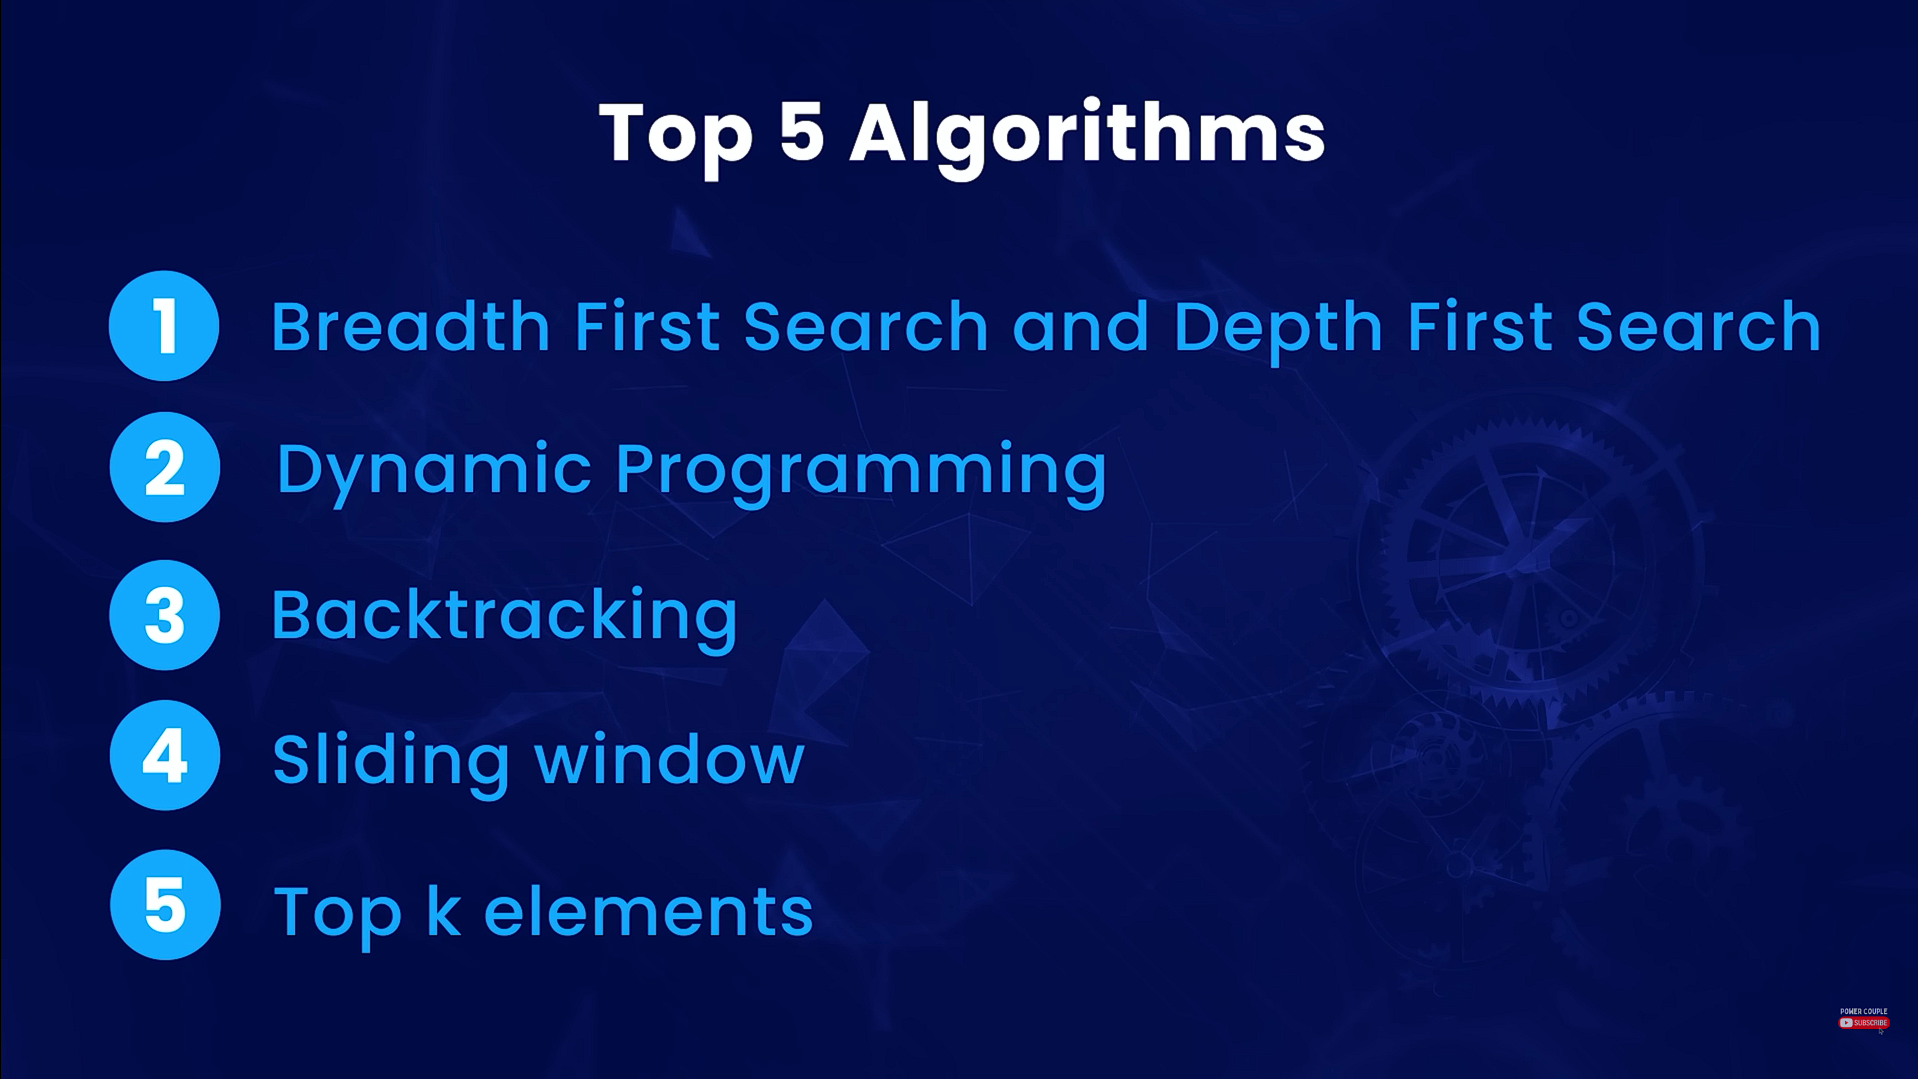 Top 5 Algorithms
1 Breadth First Search and Depth First Search
2 Dynamic Programming
3 Backtracking
4 Sliding window
5 Top k elements
POWER COUPLE
SUBSCRIBE